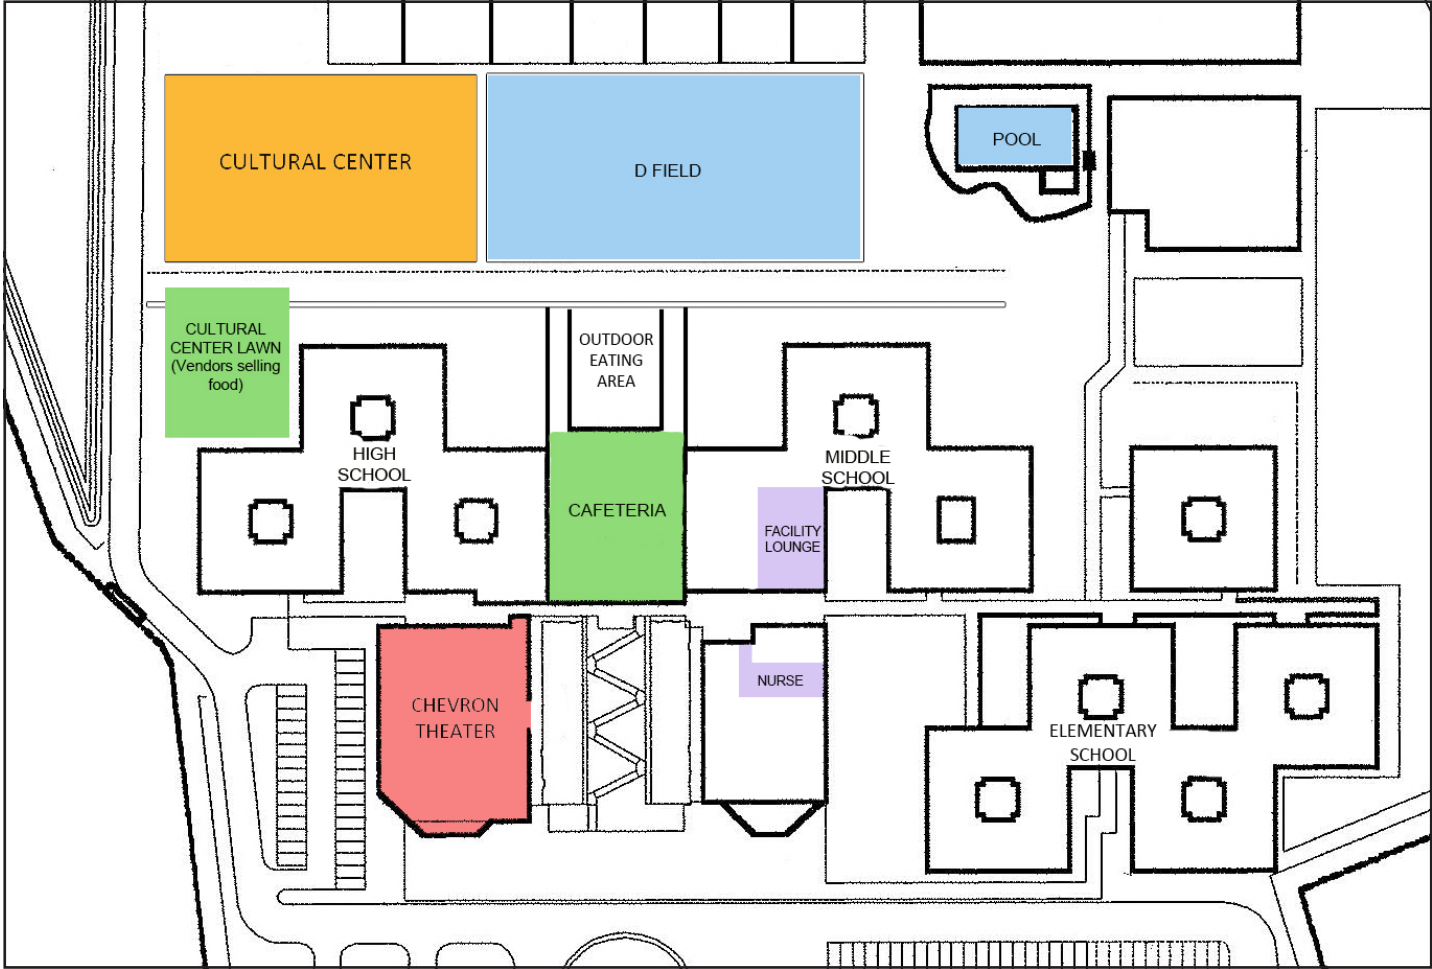 CULTURAL CENTER
D FIELD
POOL
CULTURAL
CENTER LAWN
(Vendors selling
food)
OUTDOOR
EATING
AREA
HIGH
SCHOOL
MIDDLE
SCHOOL
CAFETERIA
FACILITY
LOUNGE
CHEVRON
THEATER
NURSE
ELEMENTARY
SCHOOL